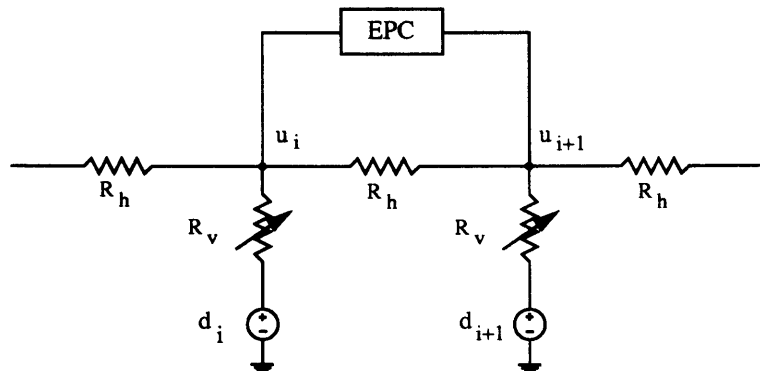 EPC
u i
u i+1
R h
R h
R h
R v
R v
d i
+
−
d i+1
+
−